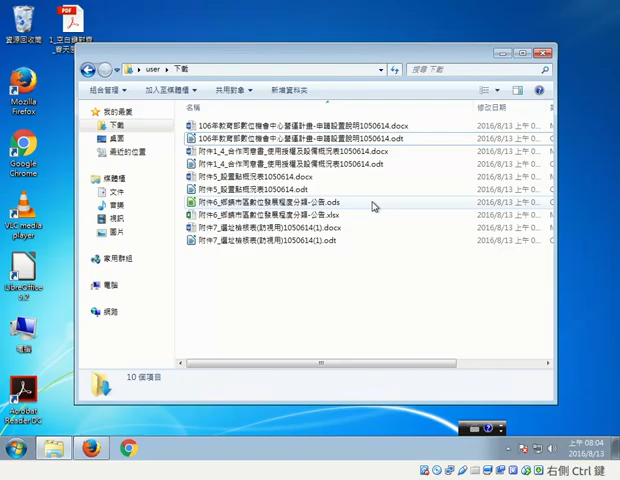 資源回收筒
1_空白鍵對齊
Mozilla
Firefox
Google
Chrome
VLC media
player
LibreOffice
5.2
電腦
Acrobat
Reader DC
user
下載
搜尋 下載
組合管理
加入至媒體櫃
共用對象
新增資料夾
我的最愛
下載
桌面
最近的位置
媒體櫃
文件
音樂
視訊
圖片
家用群組
電腦
網路
名稱
修改日期
106年教育部數位機會中心營運計畫-申請設置說明1050614.docx
2016/8/13 上午 0...
106年教育部數位機會中心營運計畫-申請設置說明1050614.odt
2016/8/13 上午 0...
附件1_4_合作同意書_使用授權及設備概況表1050614.docx
2016/8/13 上午 0...
附件1_4_合作同意書_使用授權及設備概況表1050614.odt
2016/8/13 上午 0...
附件5_設置點概況表1050614.docx
2016/8/13 上午 0...
附件5_設置點概況表1050614.odt
2016/8/13 上午 0...
附件6_鄉鎮市區數位發展程度分類-公告.ods
2016/8/13 上午 0...
附件6_鄉鎮市區數位發展程度分類-公告.xlsx
2016/8/13 上午 0...
附件7_選址檢核表(訪視用)1050614(1).docx
2016/8/13 上午 0...
附件7_選址檢核表(訪視用)1050614(1).odt
2016/8/13 上午 0...
10 個項目
上午 08:04
2016/8/13
右側 Ctrl 鍵